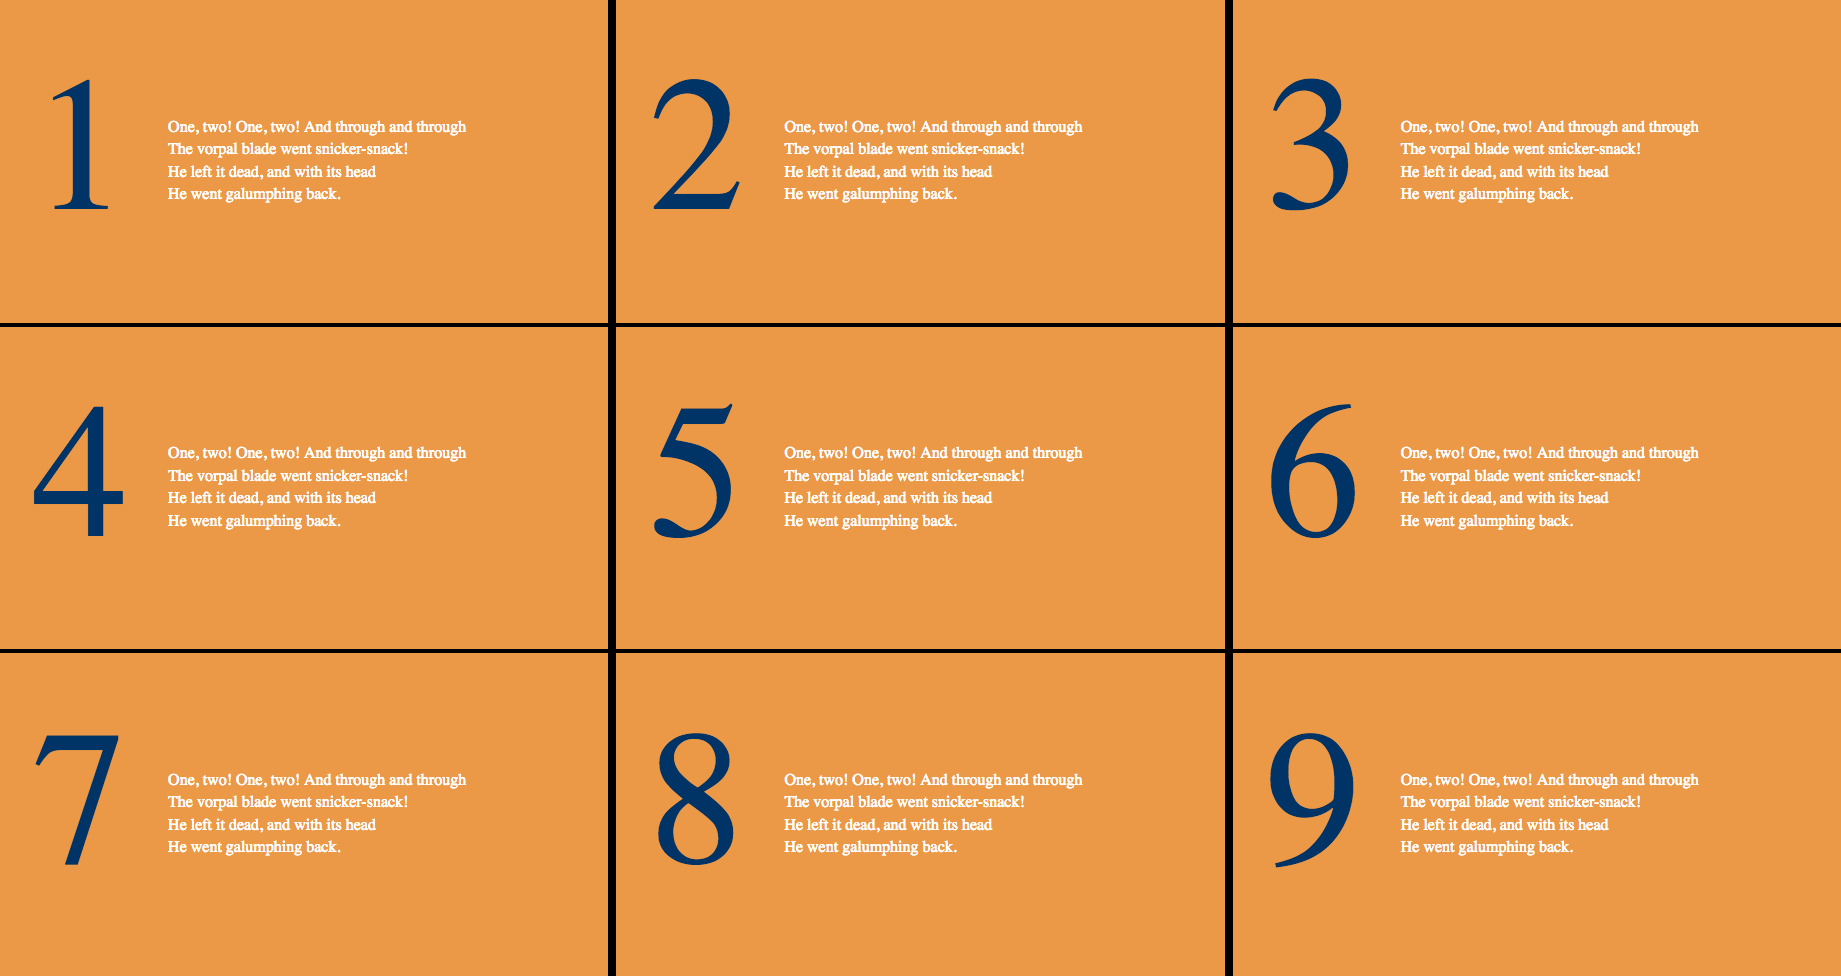 1
One, two! One, two! And through and through
The vorpal blade went snicker-snack!
He left it dead, and with its head
He went galumphing back.
2
One, two! One, two! And through and through
The vorpal blade went snicker-snack!
He left it dead, and with its head
He went galumphing back.
3
One, two! One, two! And through and through
The vorpal blade went snicker-snack!
He left it dead, and with its head
He went galumphing back.
4
One, two! One, two! And through and through
The vorpal blade went snicker-snack!
He left it dead, and with its head
He went galumphing back.
5
One, two! One, two! And through and through
The vorpal blade went snicker-snack!
He left it dead, and with its head
He went galumphing back.
6
One, two! One, two! And through and through
The vorpal blade went snicker-snack!
He left it dead, and with its head
He went galumphing back.
7
One, two! One, two! And through and through
The vorpal blade went snicker-snack!
He left it dead, and with its head
He went galumphing back.
8
One, two! One, two! And through and through
The vorpal blade went snicker-snack!
He left it dead, and with its head
He went galumphing back.
9
One, two! One, two! And through and through
The vorpal blade went snicker-snack!
He left it dead, and with its head
He went galumphing back.